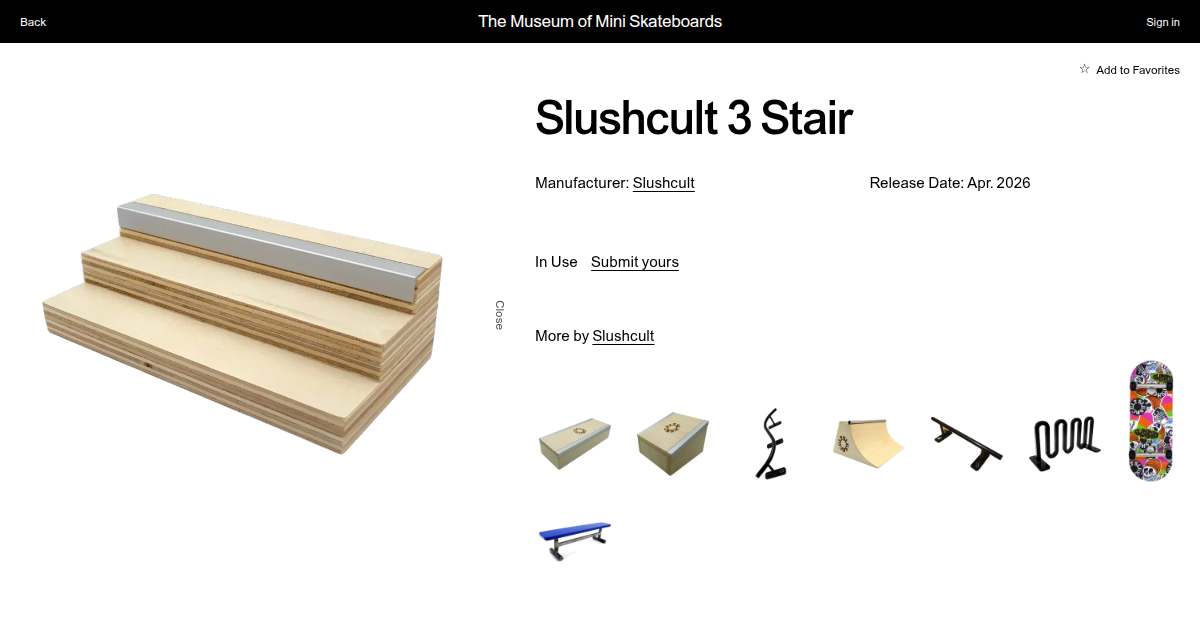 Back
The Museum of Mini Skateboards
Sign in
☆ Add to Favorites
Slushcult 3 Stair
Manufacturer: Slushcult
Release Date: Apr. 2026
In Use Submit yours
Close
More by Slushcult